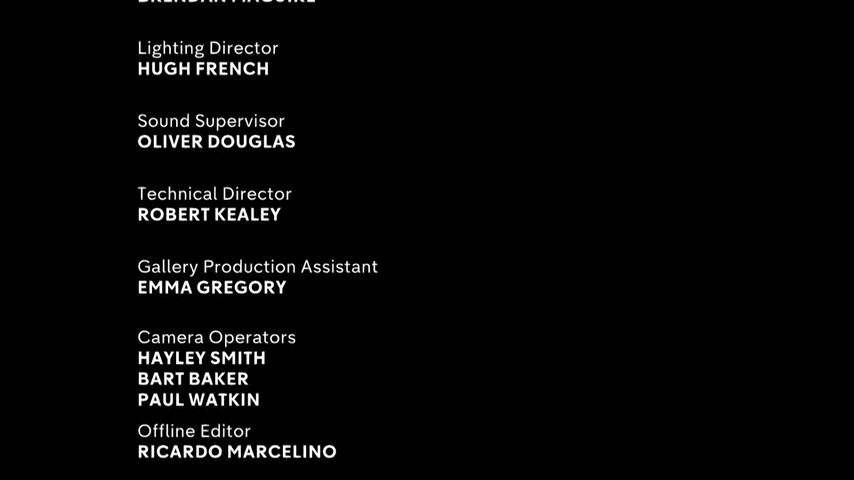 BRENDAN MAGUIRE
Lighting Director
HUGH FRENCH
Sound Supervisor
OLIVER DOUGLAS
Technical Director
ROBERT KEALEY
Gallery Production Assistant
EMMA GREGORY
Camera Operators
HAYLEY SMITH
BART BAKER
PAUL WATKIN
Offline Editor
RICARDO MARCELINO